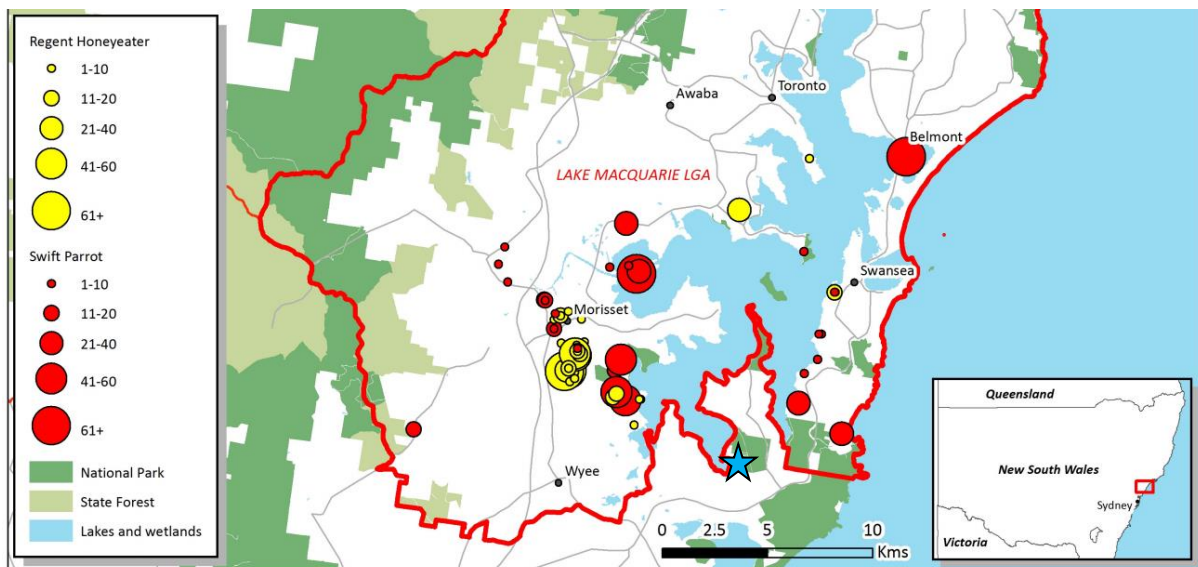 Regent Honeyeater
1-10
11-20
21-40
41-60
61+
Swift Parrot
1-10
11-20
21-40
41-60
61+
National Park
State Forest
Lakes and wetlands
Awaba
Toronto
Belmont
LAKE MACQUARIE LGA
Swansea
Morisset
Wyee
0 2.5 5 10
Kms
Queensland
New South Wales
Sydney
Victoria